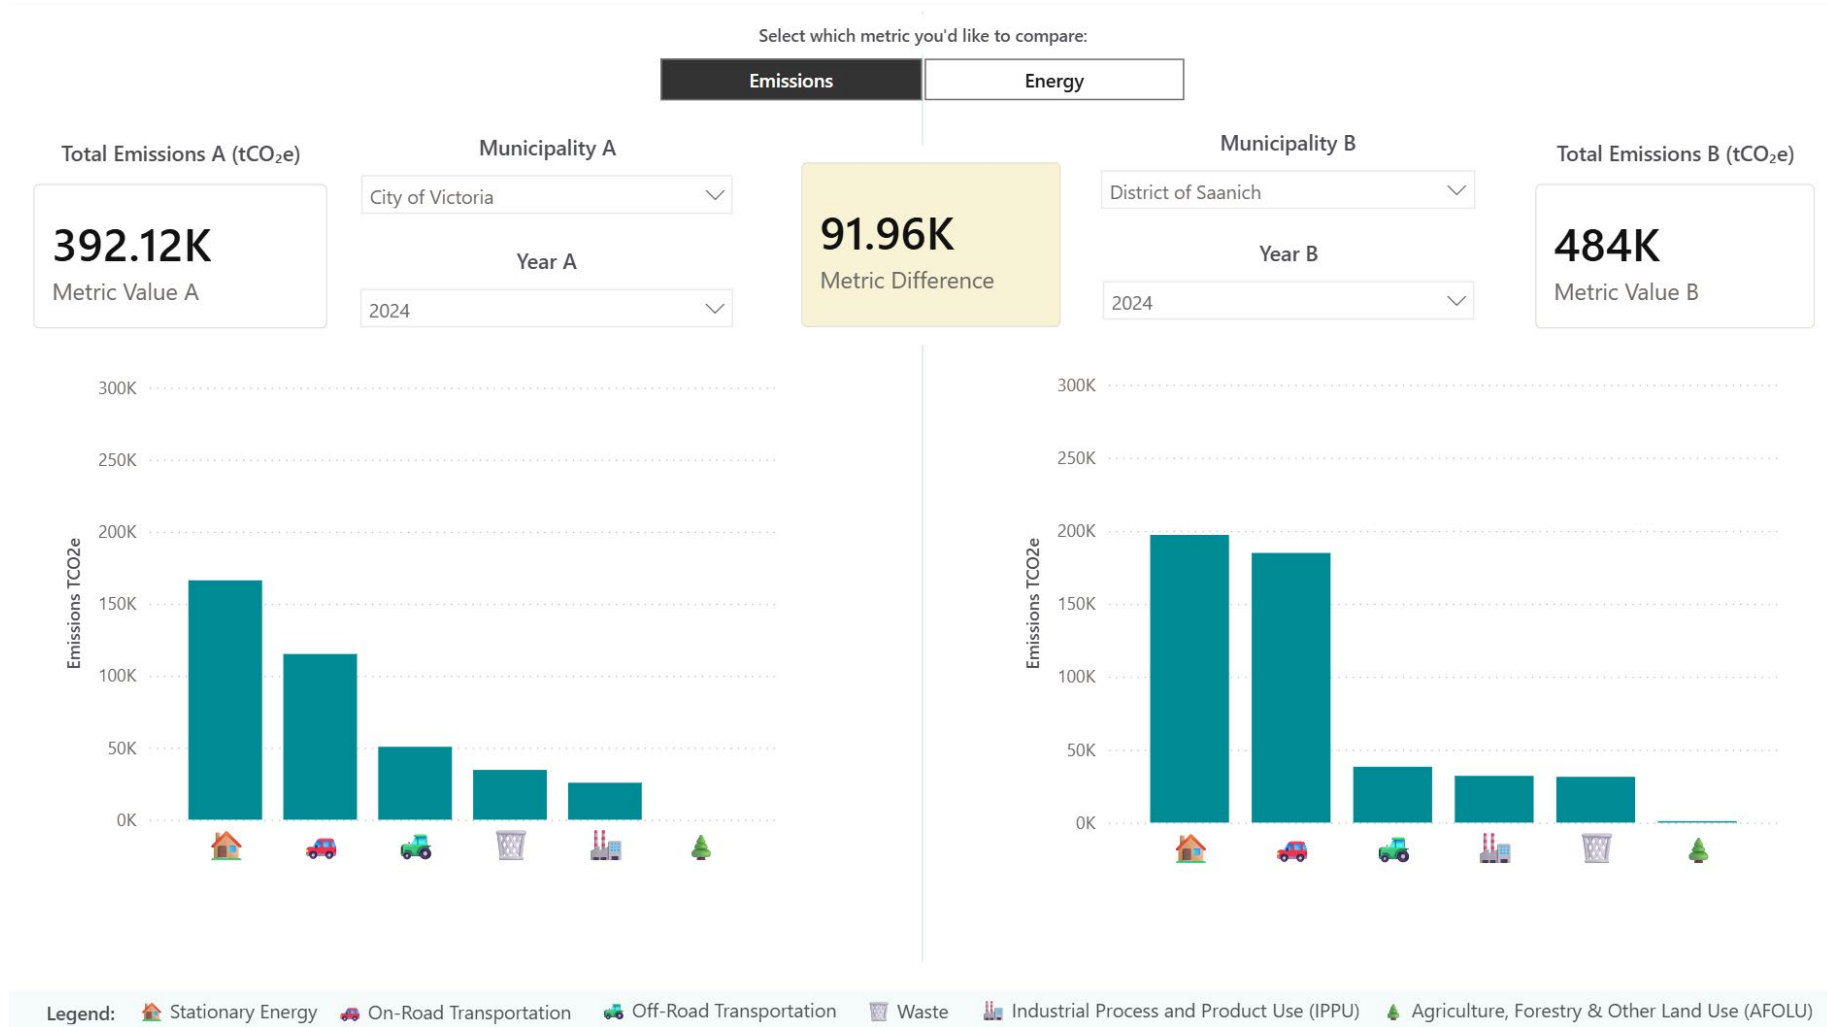 Select which metric you'd like to compare:
Emissions
Energy
Total Emissions A (tCO₂e)
392.12K
Metric Value A
Municipality A
City of Victoria
Year A
2024
91.96K
Metric Difference
Municipality B
District of Saanich
Year B
2024
Total Emissions B (tCO₂e)
484K
Metric Value B
Emissions TCO2e
300K
250K
200K
150K
100K
50K
0K
Emissions TCO2e
300K
250K
200K
150K
100K
50K
0K
Legend: Stationary Energy On-Road Transportation Off-Road Transportation Waste Industrial Process and Product Use (IPPU) Agriculture, Forestry & Other Land Use (AFOLU)